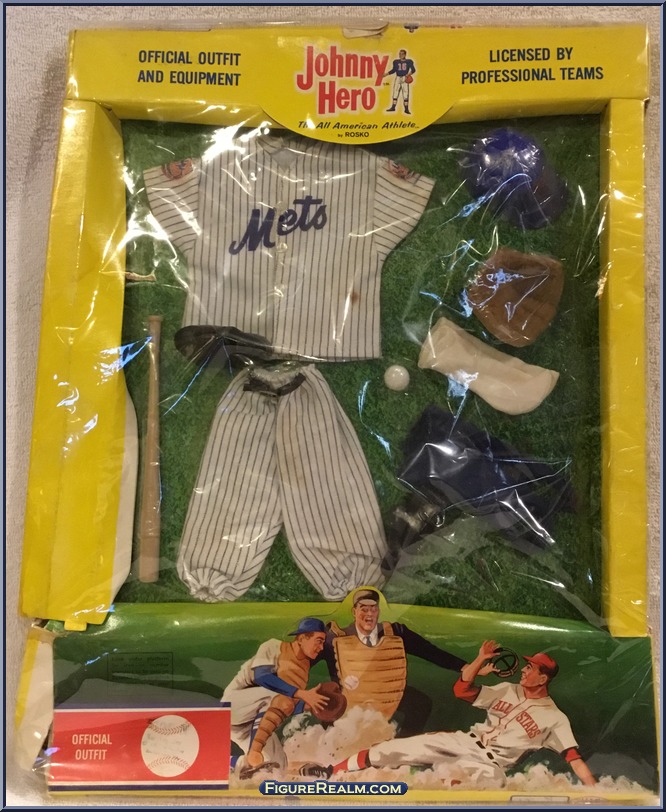 OFFICIAL OUTFIT
AND EQUIPMENT
Johnny
Hero
The All American Athlete
by ROSKO
LICENSED BY
PROFESSIONAL TEAMS
Mets
ALL STARS
OFFICIAL
OUTFIT
FIGUREREALM.COM